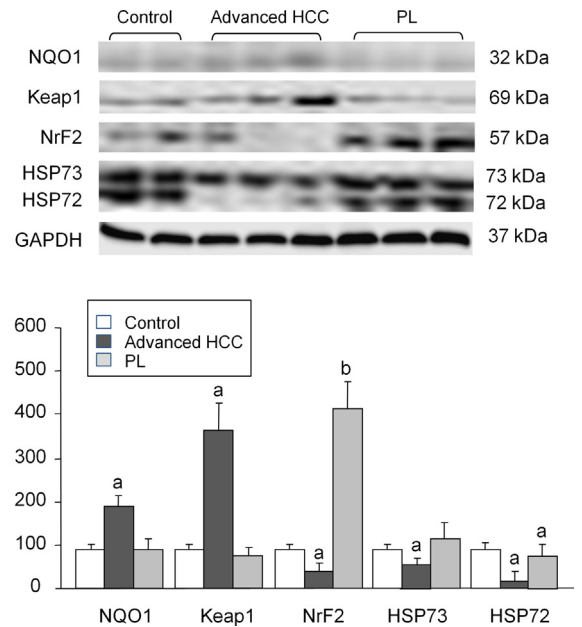 Control Advanced HCC PL
NQO1 32 kDa
Keap1 69 kDa
NrF2 57 kDa
HSP73 73 kDa
HSP72 72 kDa
GAPDH 37 kDa
Control
Advanced HCC
PL
600
500
400
300
200
100
0
a a a b a a a
NQO1 Keap1 NrF2 HSP73 HSP72